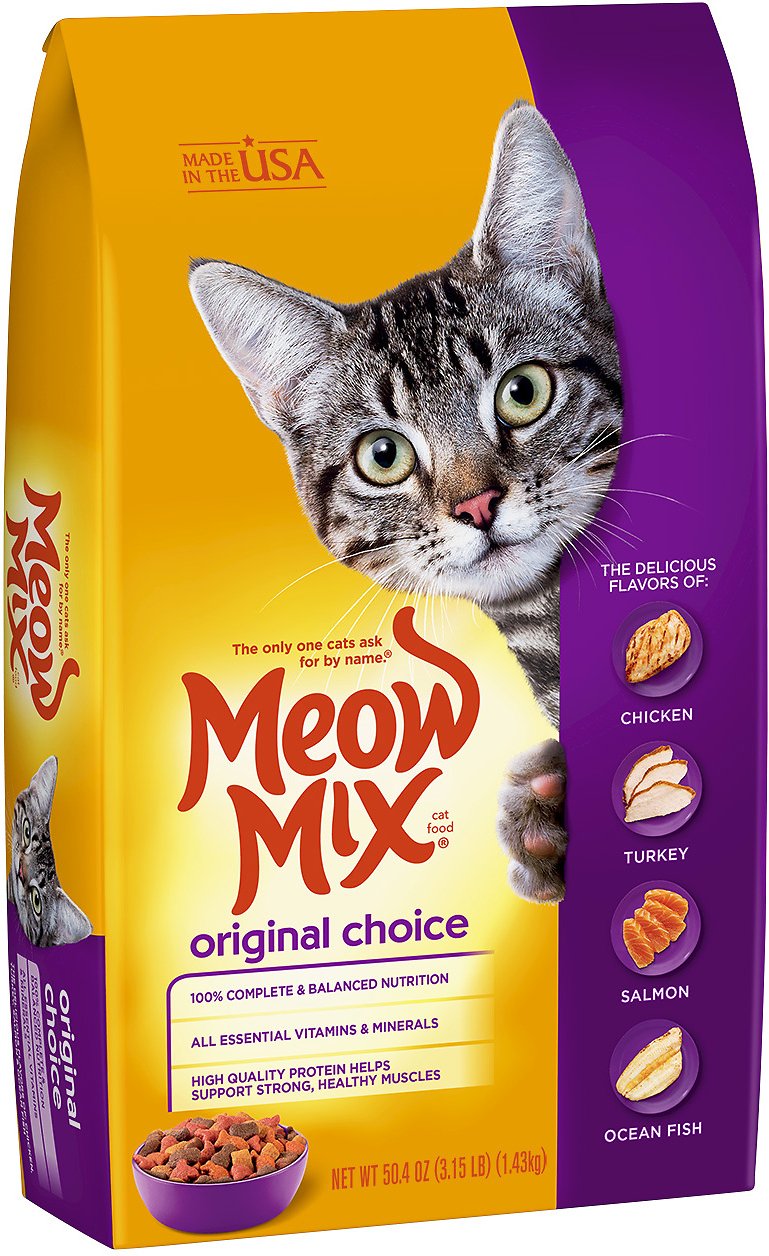 MADE
IN THE USA
THE DELICIOUS
FLAVORS OF:
CHICKEN
TURKEY
SALMON
OCEAN FISH
The only one cats ask
for by name.®
Meow
Mix
cat
food
®
original choice
100% COMPLETE & BALANCED NUTRITION
ALL ESSENTIAL VITAMINS & MINERALS
HIGH QUALITY PROTEIN HELPS
SUPPORT STRONG, HEALTHY MUSCLES
NET WT 50.4 OZ (3.15 LB) (1.43kg)
The only one cats ask
for by name.®
Meow
Mix
original
choice